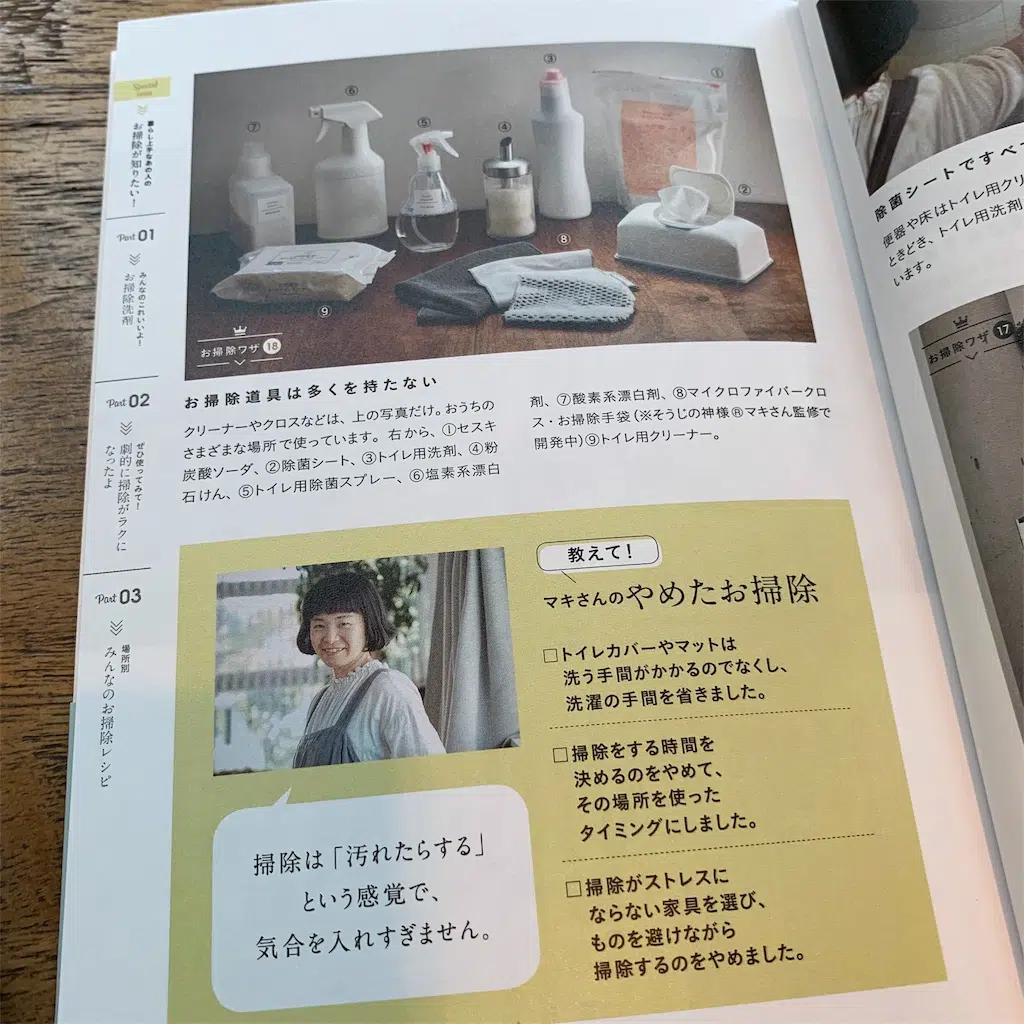 Special
暮らし上手なあの人の
お掃除が知りたい!
Part 01
みんなのこれいいよ!
お掃除洗剤
Part 02
ぜひ使ってみて!
劇的に掃除がラクに
なったよ
Part 03
場所別
みんなのお掃除レシピ
⑦
⑥
⑤
④
③
①
②
⑧
⑨
お掃除ワザ 18
お掃除道具は多くを持たない
クリーナーやクロスなどは、上の写真だけ。おうちの
さまざまな場所で使っています。右から、①セスキ
炭酸ソーダ、②除菌シート、③トイレ用洗剤、④粉
石けん、⑤トイレ用除菌スプレー、⑥塩素系漂白
剤、⑦酸素系漂白剤、⑧マイクロファイバークロ
ス・お掃除手袋(※そうじの神様®マキさん監修で
開発中)⑨トイレ用クリーナー。
教えて!
マキさんのやめたお掃除
□トイレカバーやマットは
洗う手間がかかるのでなくし、
洗濯の手間を省きました。
□掃除をする時間を
決めるのをやめて、
その場所を使った
タイミングにしました。
□掃除がストレスに
ならない家具を選び、
ものを避けながら
掃除するのをやめました。
掃除は「汚れたらする」
という感覚で、
気合を入れすぎません。
除菌シートですべ
便器や床はトイレ用クリ
ときどき、トイレ用洗剤
います。
お掃除ワザ 17